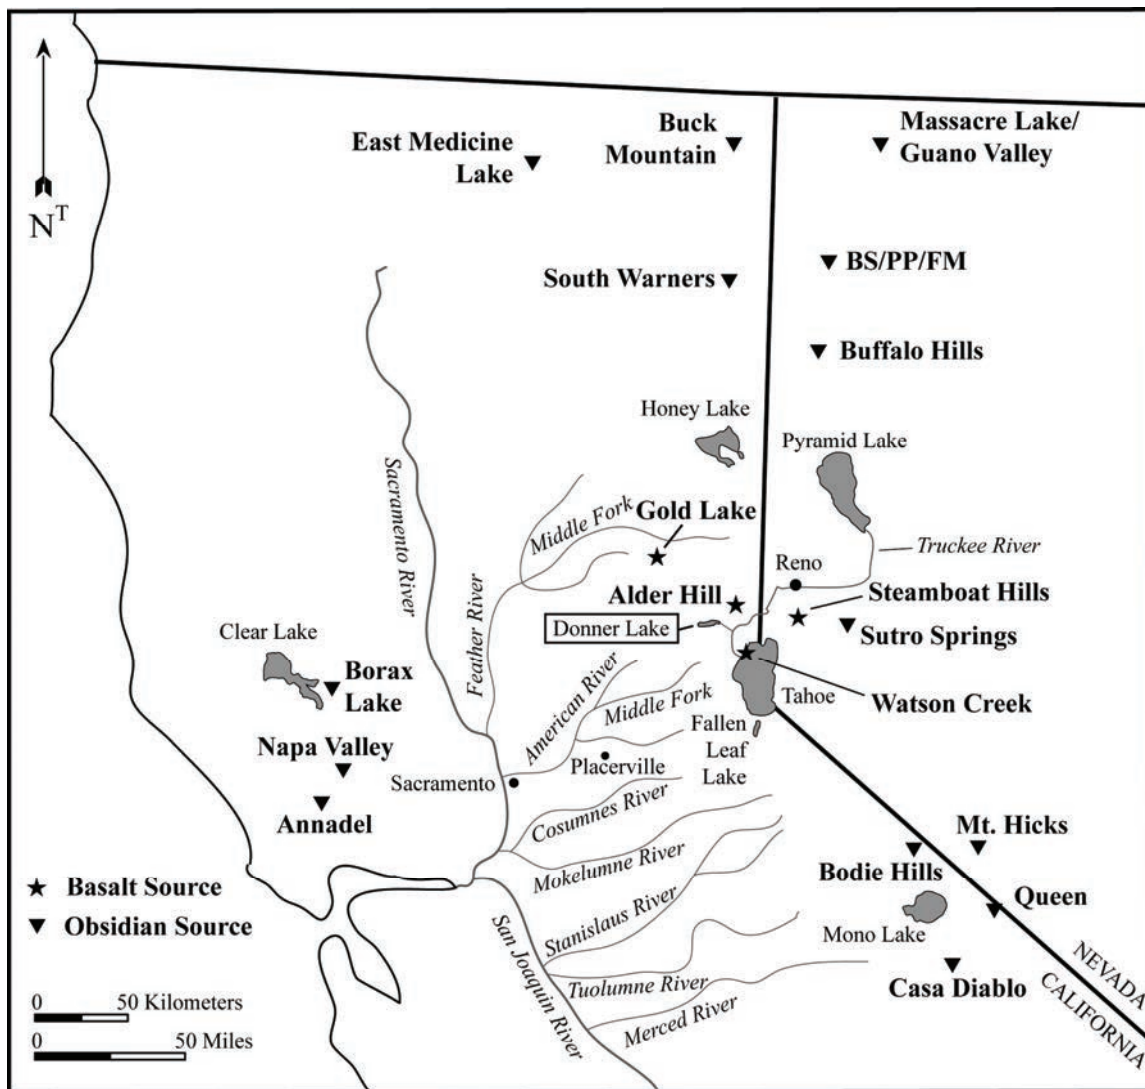 East Medicine
Lake
Buck
Mountain
Massacre Lake/
Guano Valley
N^T
South Warners
BS/PP/FM
Buffalo Hills
Honey Lake
Pyramid Lake
Sacramento River
Middle Fork
Gold Lake
Truckee River
Reno
Alder Hill
Steamboat Hills
Donner Lake
Sutro Springs
Feather River
Clear Lake
Borax
Lake
American River
Middle Fork
Tahoe
Watson Creek
Fallen
Leaf
Lake
Napa Valley
Sacramento
Placerville
Annadel
Cosumnes River
Mokelumne River
Mt. Hicks
Bodie Hills
Basalt Source
Obsidian Source
Stanislaus River
Queen
Mono Lake
San Joaquin River
Tuolumne River
Casa Diablo
NEVADA
CALIFORNIA
Merced River
0 50 Kilometers
0 50 Miles